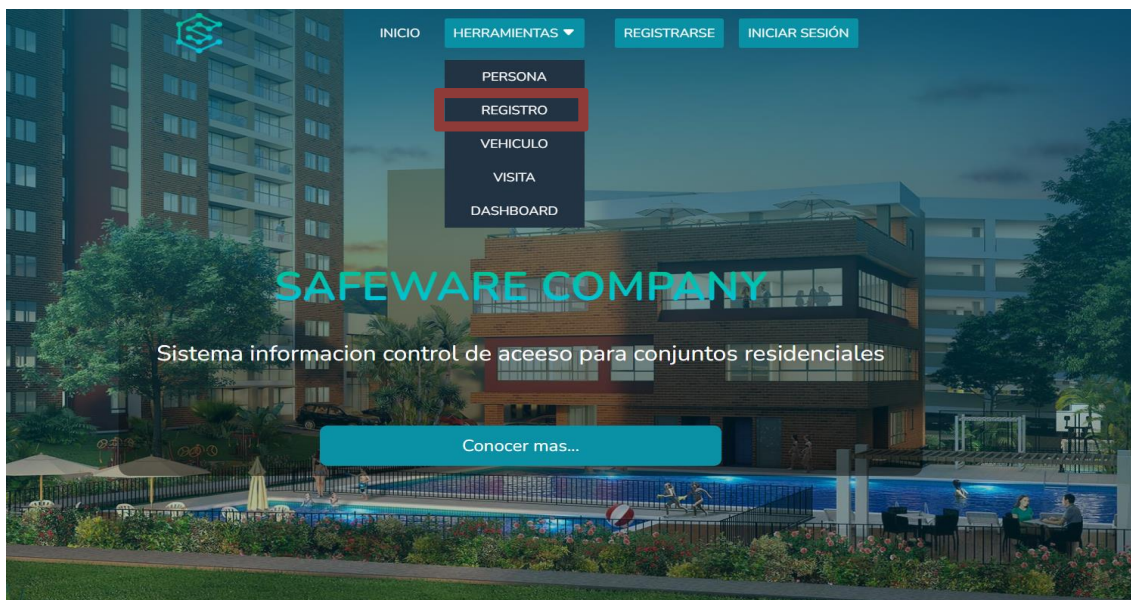 INICIO HERRAMIENTAS REGISTRARSE INICIAR SESIÓN
PERSONA
REGISTRO
VEHICULO
VISITA
DASHBOARD
SAFEWARE COMPANY
Sistema informacion control de aceeso para conjuntos residenciales
Conocer mas...